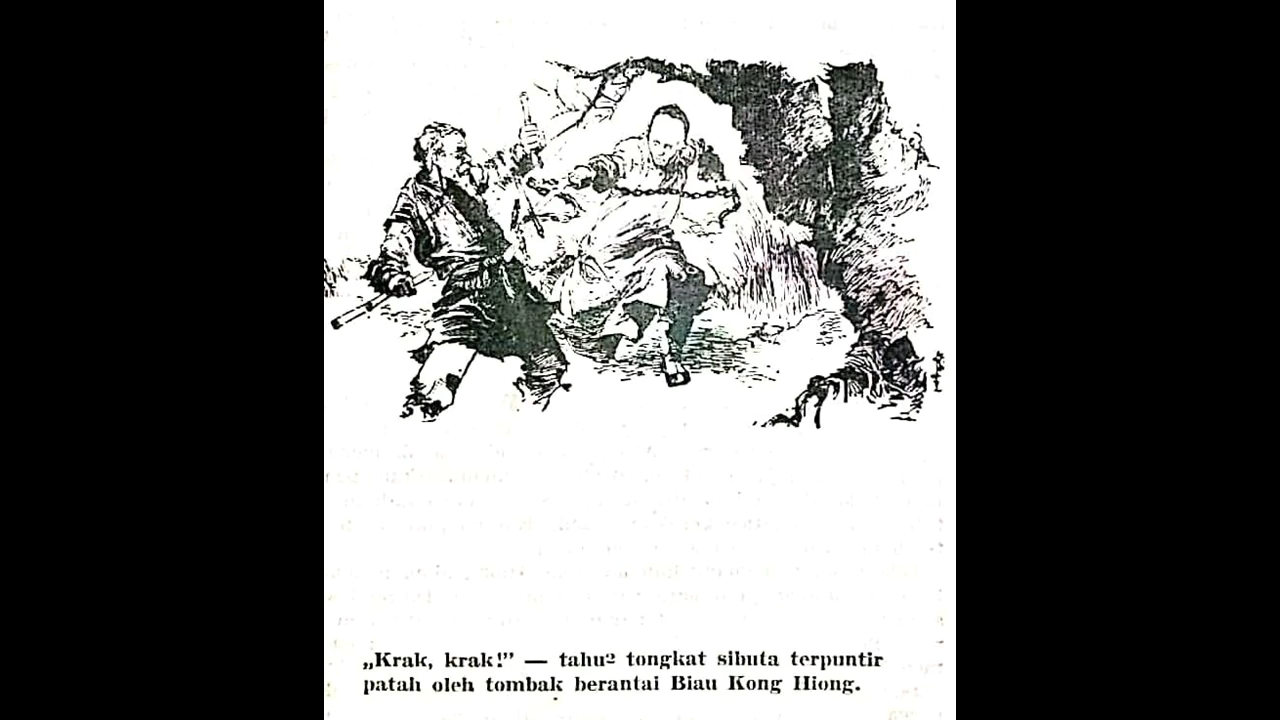 „Krak, krak!” — tahu² tongkat sibuta terpuntir
patah oleh tombak berantai Biau Kong Hiong.